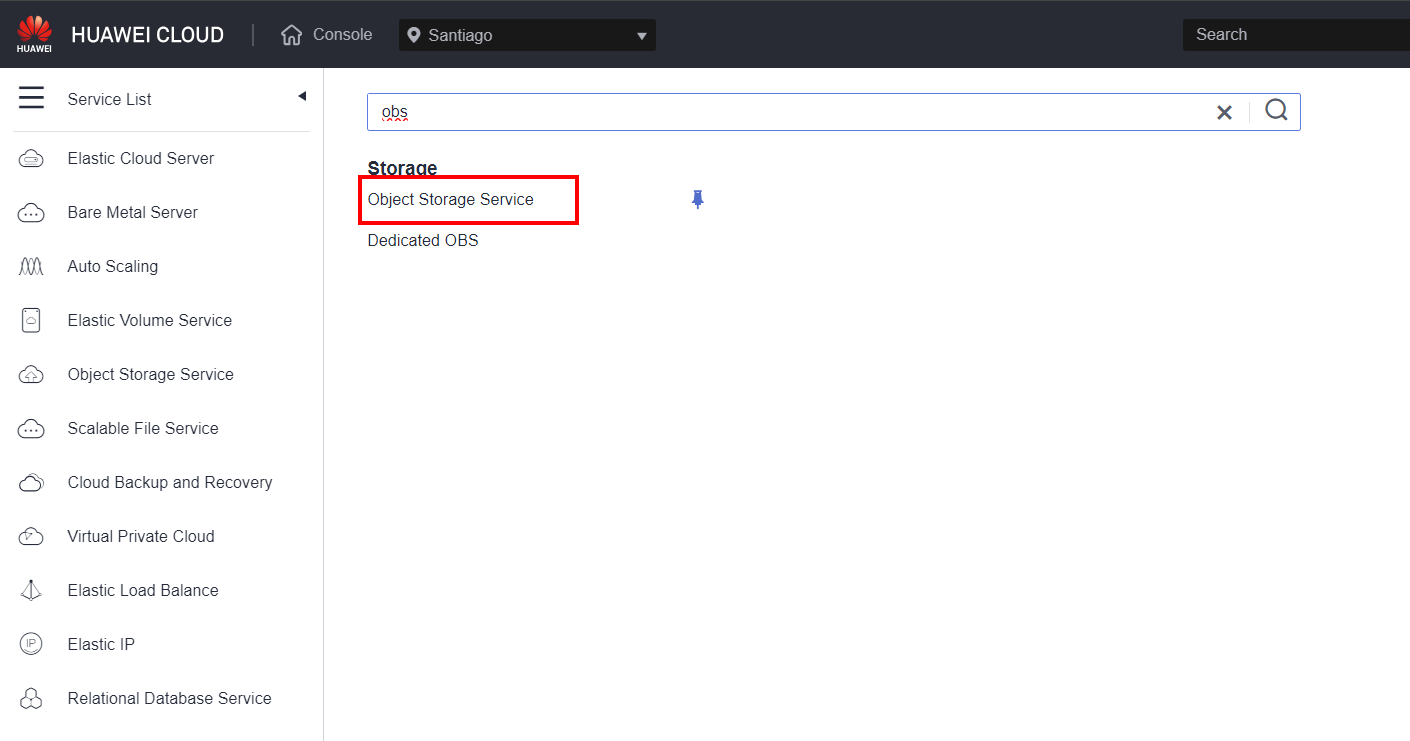 HUAWEI
HUAWEI CLOUD
Console
Santiago
Search
Service List
Elastic Cloud Server
Bare Metal Server
Auto Scaling
Elastic Volume Service
Object Storage Service
Scalable File Service
Cloud Backup and Recovery
Virtual Private Cloud
Elastic Load Balance
IP
Elastic IP
Relational Database Service
obs
Storage
Object Storage Service
Dedicated OBS